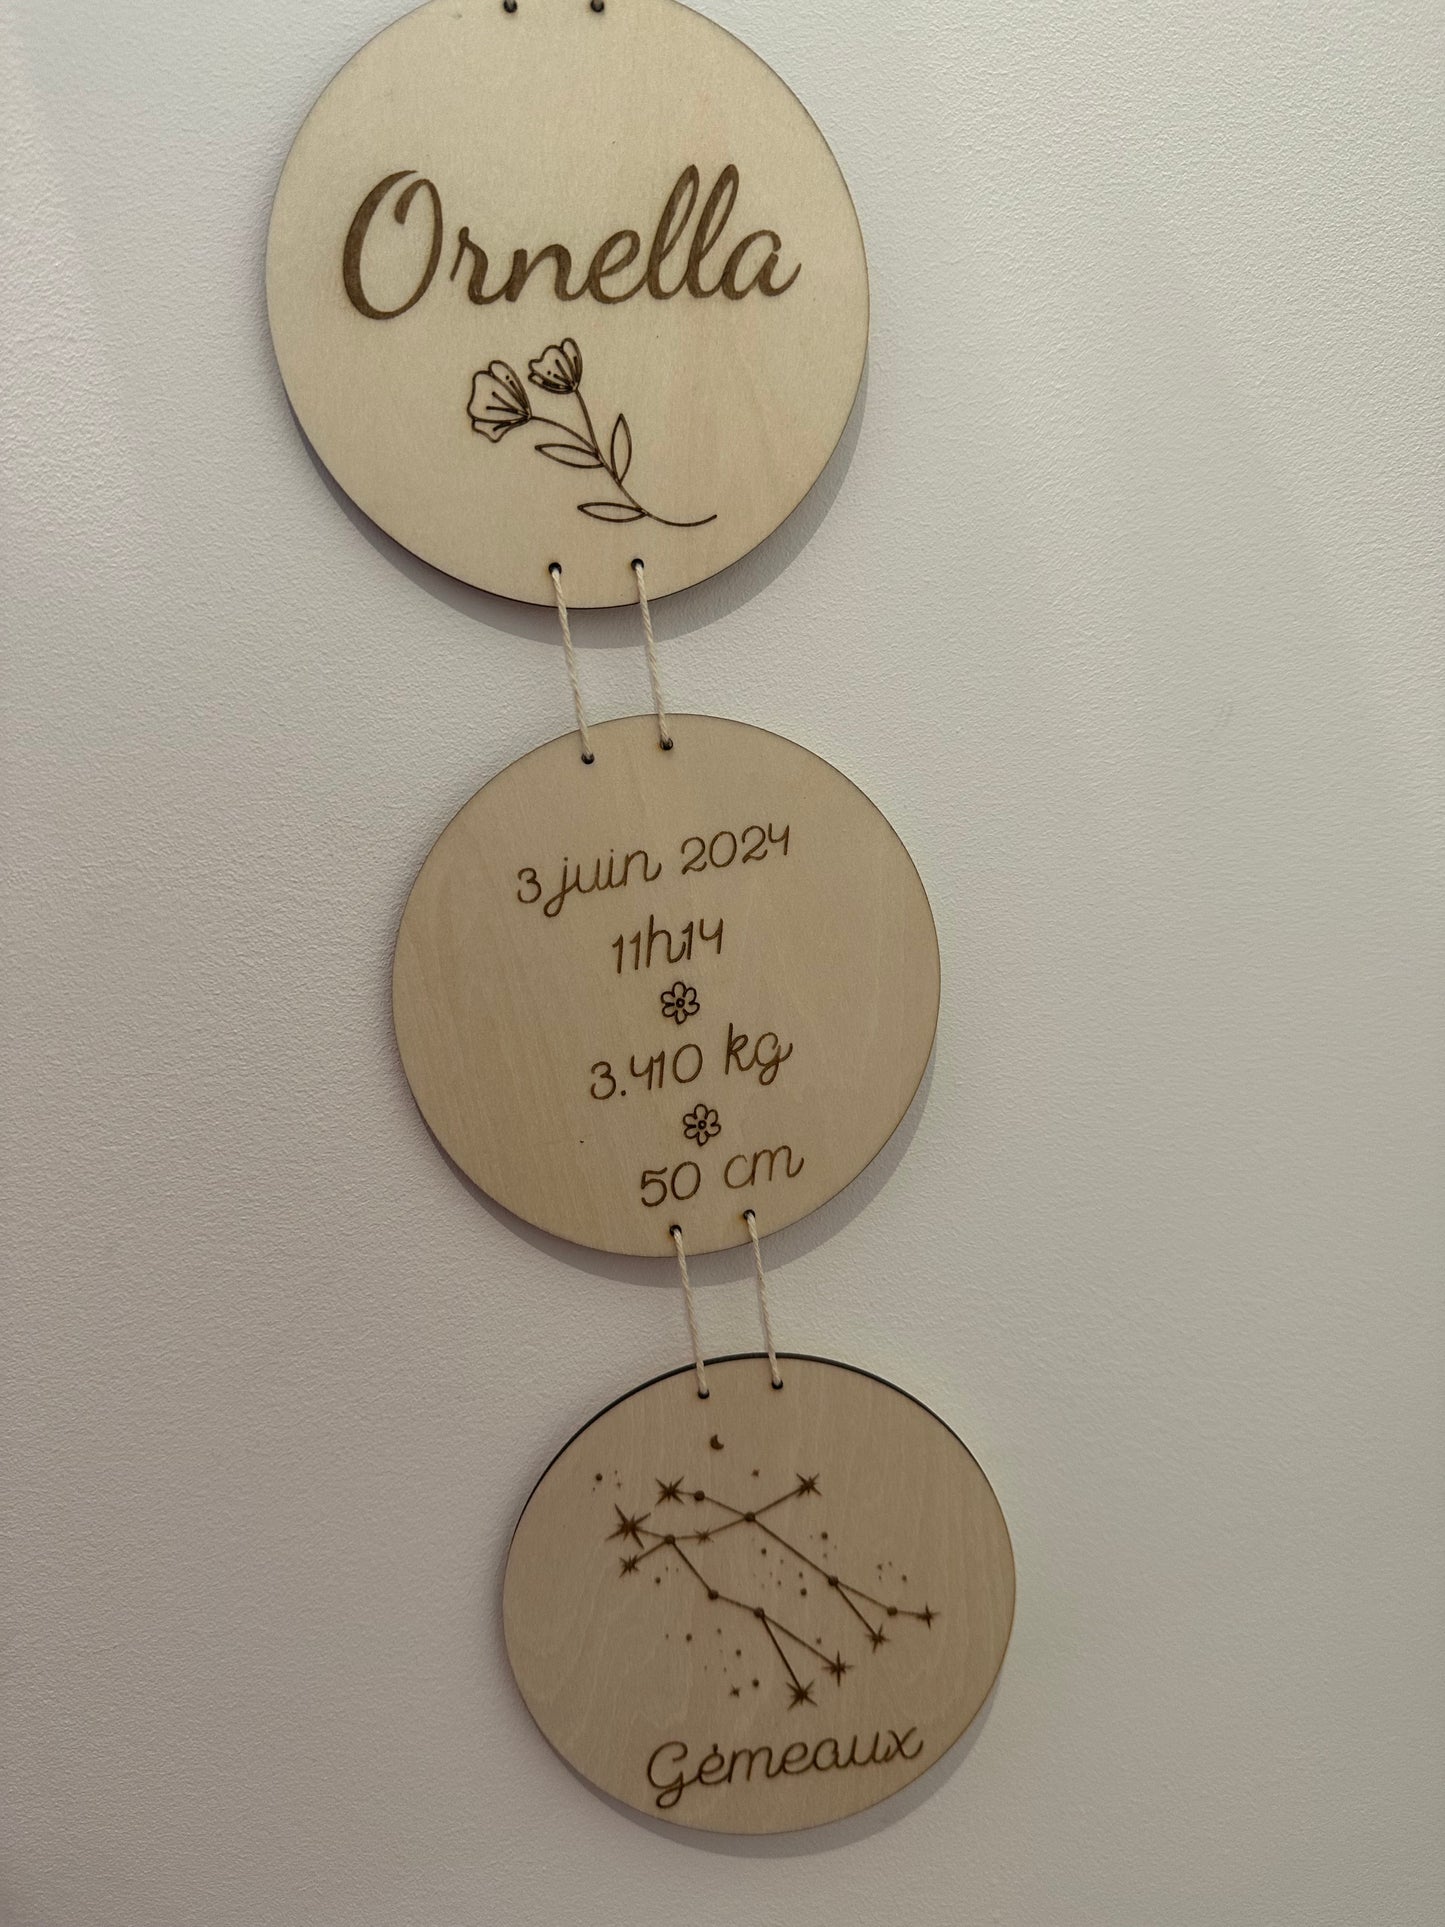 Ornella
3 juin 2024
11h14
3.410 kg
50 cm
Gémeaux